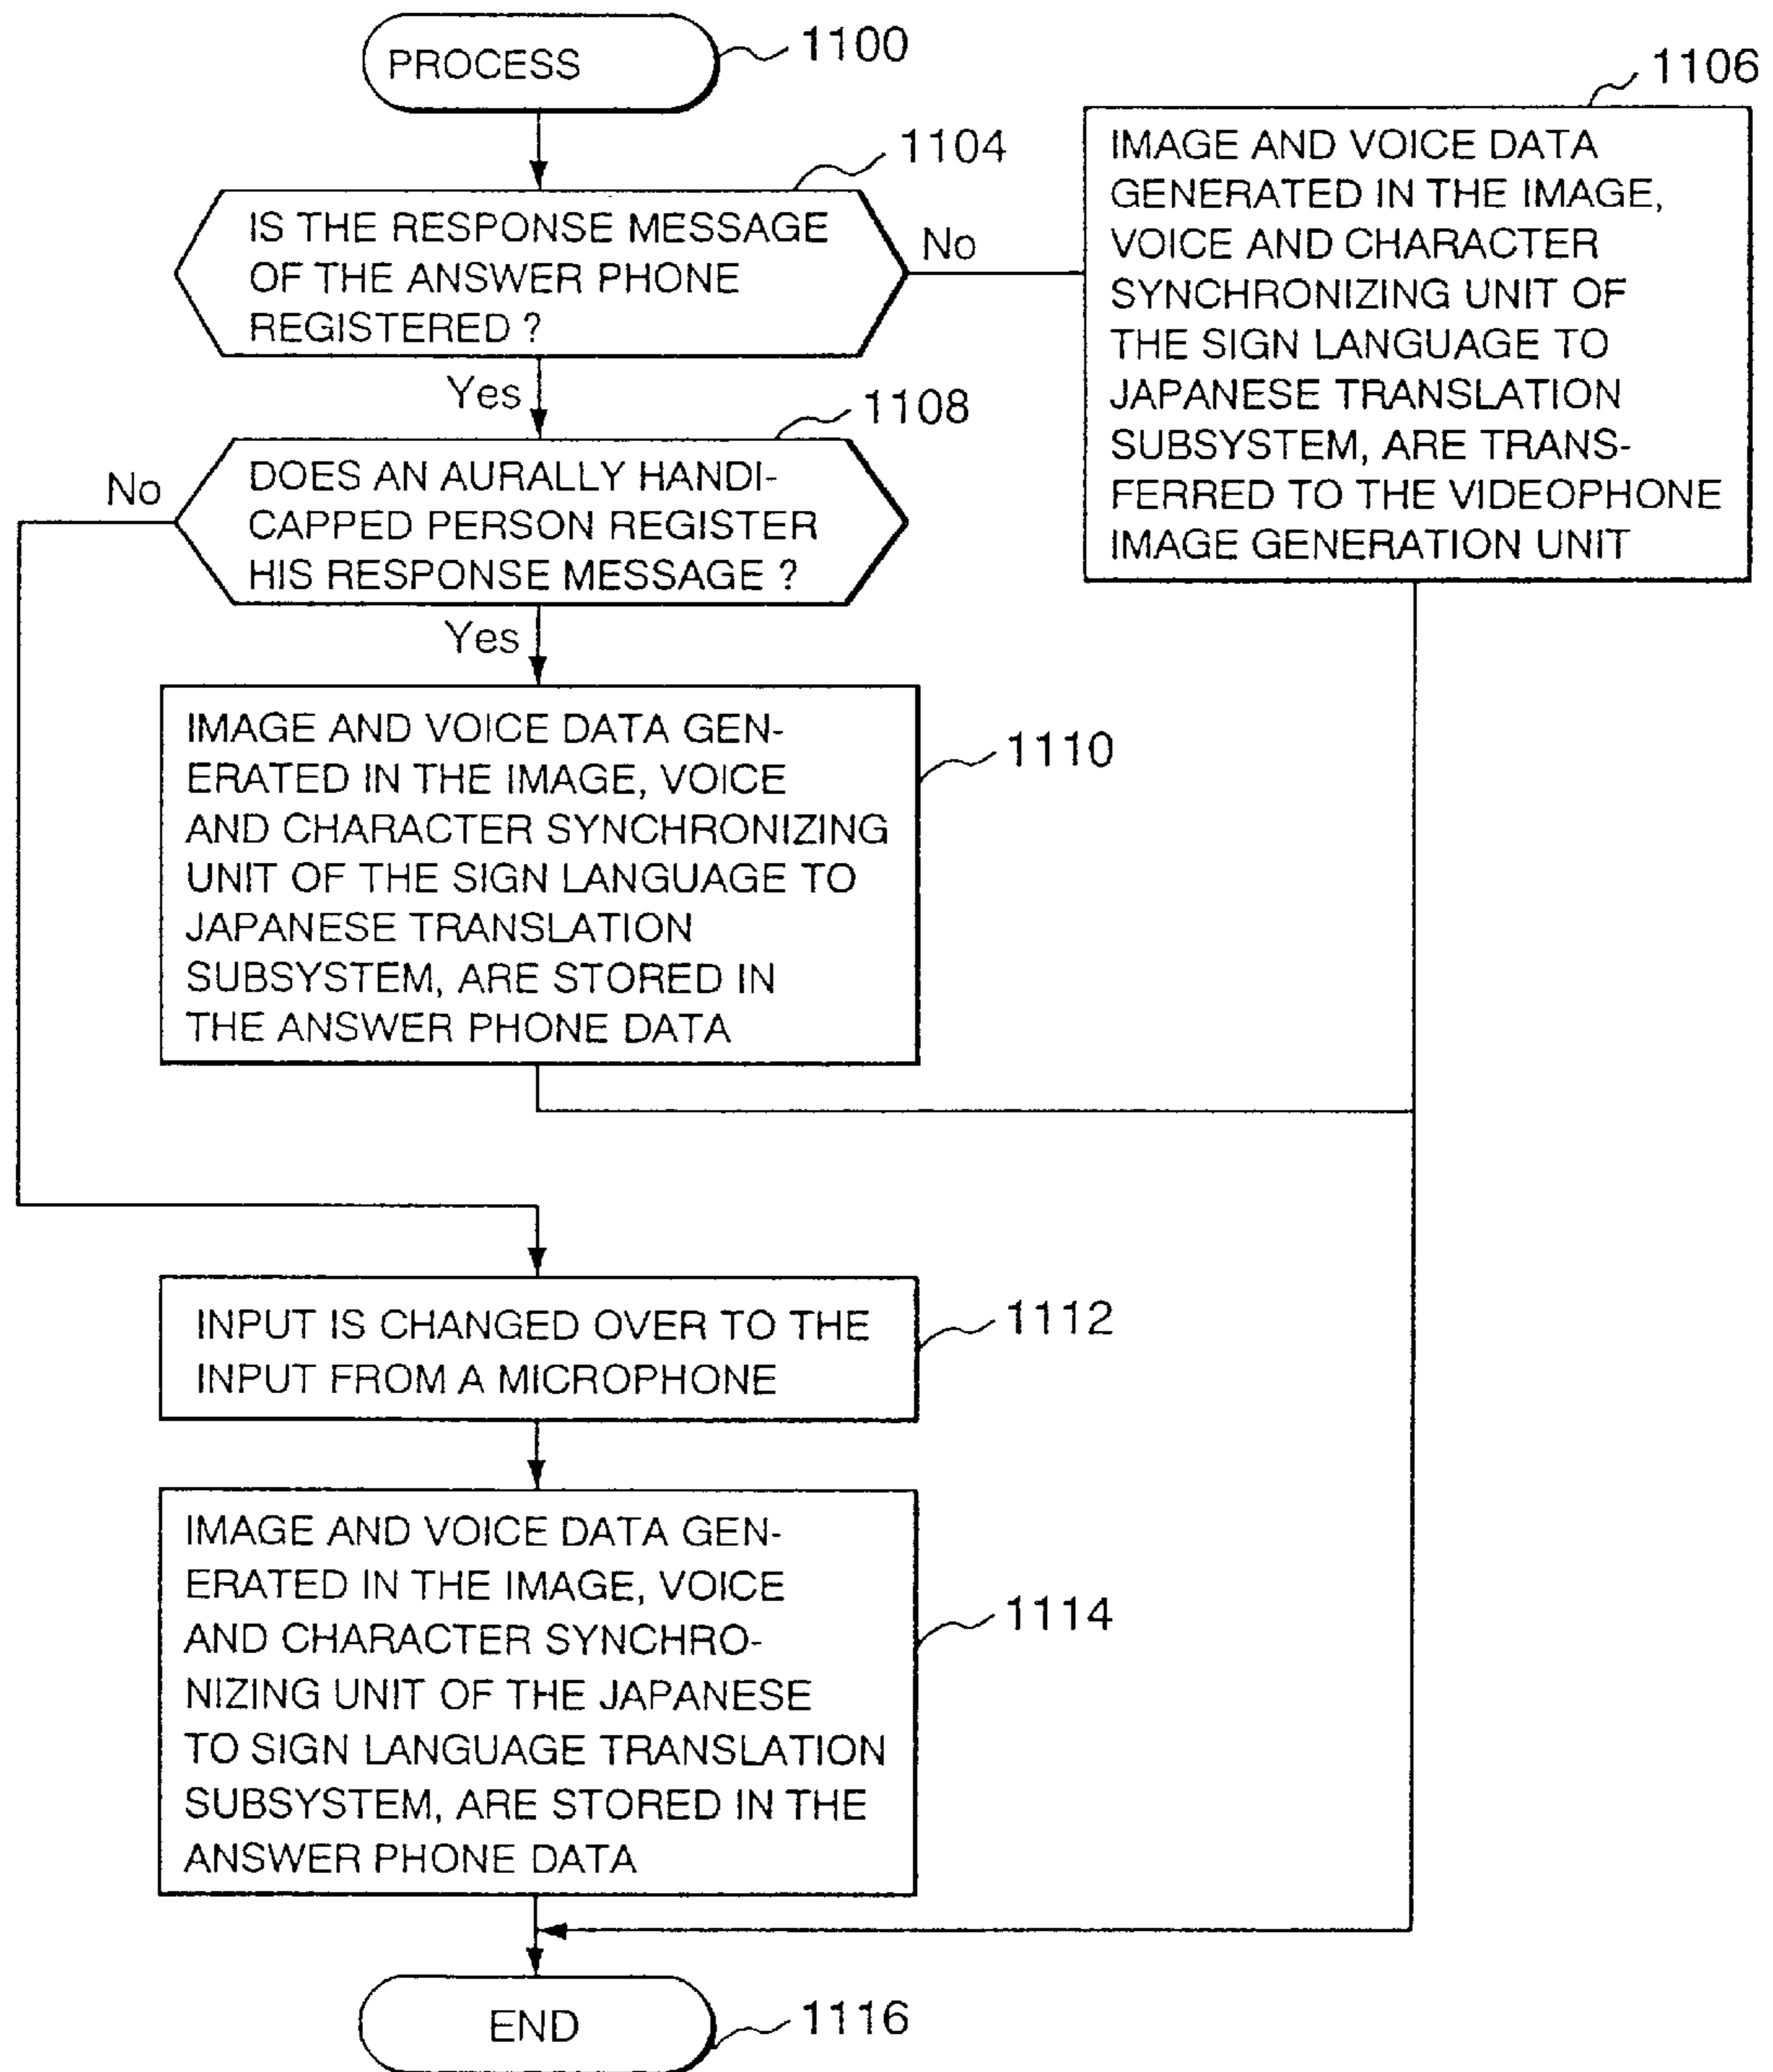 PROCESS
1100
1104
IS THE RESPONSE MESSAGE
OF THE ANSWER PHONE
REGISTERED ?
No
Yes
1106
IMAGE AND VOICE DATA
GENERATED IN THE IMAGE,
VOICE AND CHARACTER
SYNCHRONIZING UNIT OF
THE SIGN LANGUAGE TO
JAPANESE TRANSLATION
SUBSYSTEM, ARE TRANS-
FERRED TO THE VIDEOPHONE
IMAGE GENERATION UNIT
1108
No
DOES AN AURALLY HANDI-
CAPPED PERSON REGISTER
HIS RESPONSE MESSAGE ?
Yes
IMAGE AND VOICE DATA GEN-
ERATED IN THE IMAGE, VOICE
AND CHARACTER SYNCHRONIZING
UNIT OF THE SIGN LANGUAGE TO
JAPANESE TRANSLATION
SUBSYSTEM, ARE STORED IN
THE ANSWER PHONE DATA
1110
INPUT IS CHANGED OVER TO THE
INPUT FROM A MICROPHONE
1112
IMAGE AND VOICE DATA GEN-
ERATED IN THE IMAGE, VOICE
AND CHARACTER SYNCHRO-
NIZING UNIT OF THE JAPANESE
TO SIGN LANGUAGE TRANSLATION
SUBSYSTEM, ARE STORED IN THE
ANSWER PHONE DATA
1114
END
1116